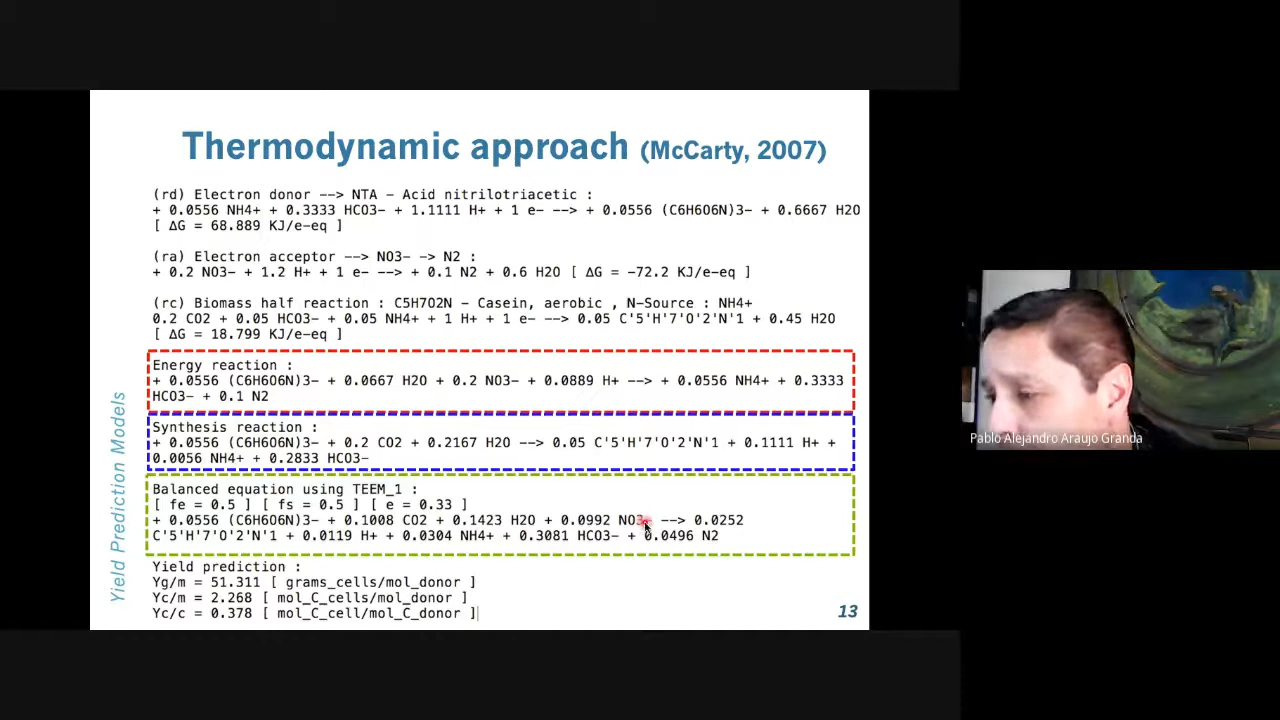 Thermodynamic approach (McCarty, 2007)
(rd) Electron donor --> NTA - Acid nitrilotriacetic :
+ 0.0556 NH4+ + 0.3333 HCO3- + 1.1111 H+ + 1 e- --> + 0.0556 (C6H6O6N)3- + 0.6667 H2O
[ ΔG = 68.889 KJ/e-eq ]
(ra) Electron acceptor --> NO3- -> N2 :
+ 0.2 NO3- + 1.2 H+ + 1 e- --> + 0.1 N2 + 0.6 H2O [ ΔG = -72.2 KJ/e-eq ]
(rc) Biomass half reaction : C5H7O2N - Casein, aerobic , N-Source : NH4+
0.2 CO2 + 0.05 HCO3- + 0.05 NH4+ + 1 H+ + 1 e- --> 0.05 C'5'H'7'O'2'N'1 + 0.45 H2O
[ ΔG = 18.799 KJ/e-eq ]
Energy reaction :
+ 0.0556 (C6H6O6N)3- + 0.0667 H2O + 0.2 NO3- + 0.0889 H+ --> + 0.0556 NH4+ + 0.3333
HCO3- + 0.1 N2
Synthesis reaction :
+ 0.0556 (C6H6O6N)3- + 0.2 CO2 + 0.2167 H2O --> 0.05 C'5'H'7'O'2'N'1 + 0.1111 H+ +
0.0056 NH4+ + 0.2833 HCO3-
Balanced equation using TEEM_1 :
[ fe = 0.5 ] [ fs = 0.5 ] [ e = 0.33 ]
+ 0.0556 (C6H6O6N)3- + 0.1008 CO2 + 0.1423 H2O + 0.0992 NO3- --> 0.0252
C'5'H'7'O'2'N'1 + 0.0119 H+ + 0.0304 NH4+ + 0.3081 HCO3- + 0.0496 N2
Yield prediction :
Yg/m = 51.311 [ grams_cells/mol_donor ]
Yc/m = 2.268 [ mol_C_cells/mol_donor ]
Yc/c = 0.378 [ mol_C_cell/mol_C_donor ]
Yield Prediction Models
13
Pablo Alejandro Araujo Granda